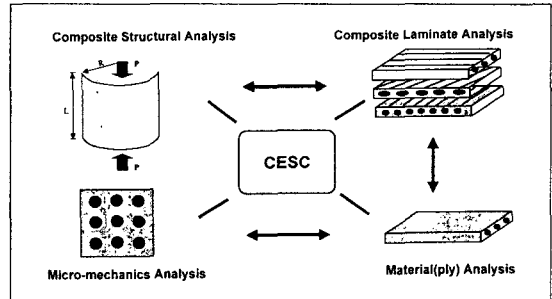 Composite Structural Analysis
Composite Laminate Analysis
R
P
L
P
CESC
Micro-mechanics Analysis
Material(ply) Analysis